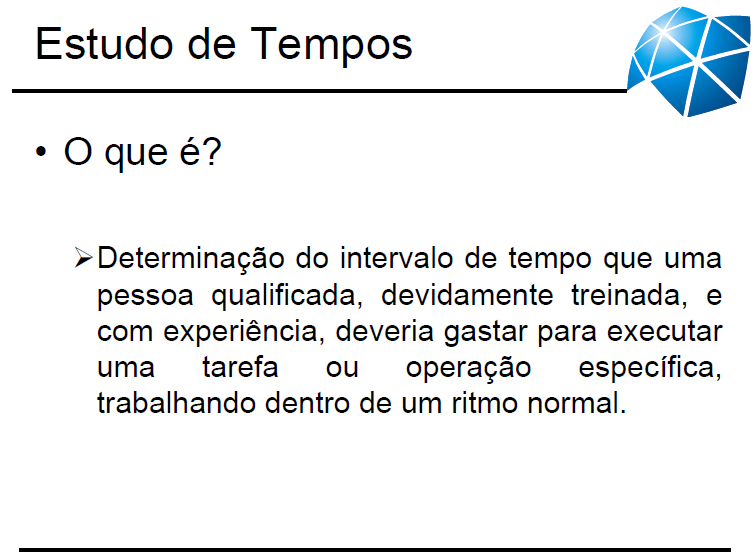 Estudo de Tempos
• O que é?
➢Determinação do intervalo de tempo que uma
pessoa qualificada, devidamente treinada, e
com experiência, deveria gastar para executar
uma tarefa ou operação específica,
trabalhando dentro de um ritmo normal.